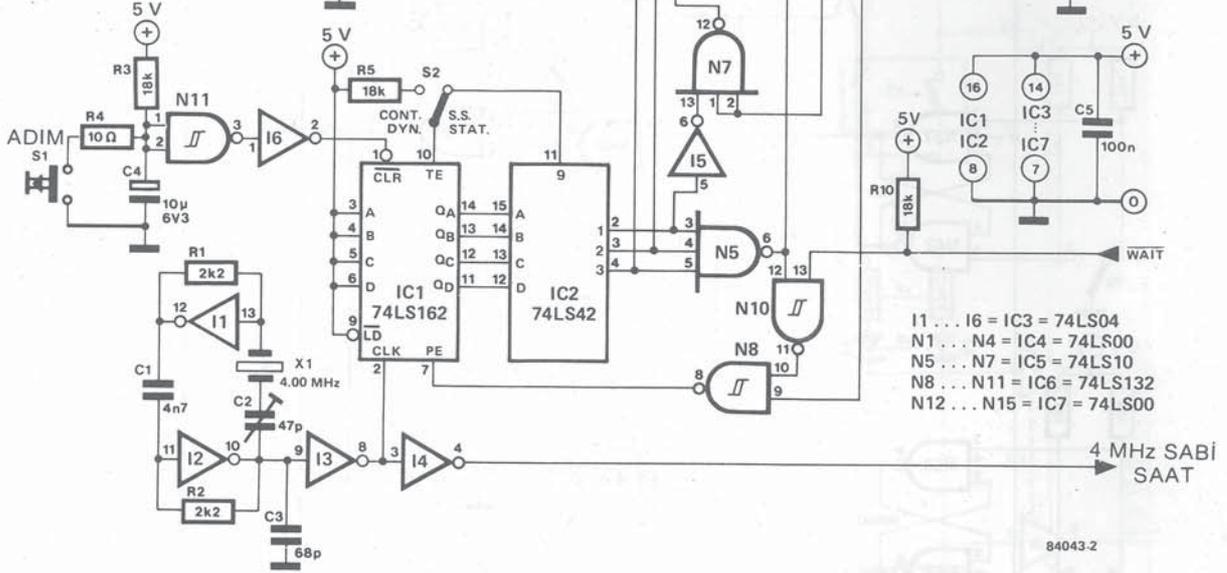 5 V
+
R3
18k
R4
10 Ω
ADIM
S1
C4
10µ
6V3
N11
1
2
3
I6
1
2
5 V
+
R5
18k
S2
CONT.
DYN.
S.S.
STAT.
1
CLR
10
TE
3 A
4 B
5 C
6 D
9
LD
QA 14
QB 13
QC 12
QD 11
IC1
74LS162
CLK
2
PE
7
11
9
15 A
14 B
13 C
12 D
1 2
2 3
3 4
IC2
74LS42
12
N7
13
1
2
6
I5
5
3
4
5
N5
6
12
13
N10
11
N8
10
9
8
R10
18k
5V
+
WAIT
5 V
+
16
14
IC1
IC2
IC3
IC7
8
7
C5
100n
0
R1
2k2
12
I1
13
X1
4.00 MHz
C1
4n7
C2
47p
11
I2
10
R2
2k2
C3
68p
9
I3
8
3
I4
4
I1 ... I6 = IC3 = 74LS04
N1 ... N4 = IC4 = 74LS00
N5 ... N7 = IC5 = 74LS10
N8 ... N11 = IC6 = 74LS132
N12 ... N15 = IC7 = 74LS00
4 MHz SABİ
SAAT
84043-2